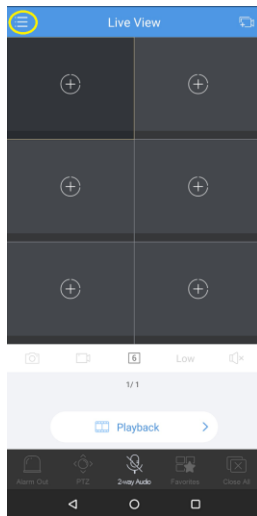 Live View
6
Low
1/1
Playback
Alarm Out
PTZ
2-way Audio
Favorites
Close All